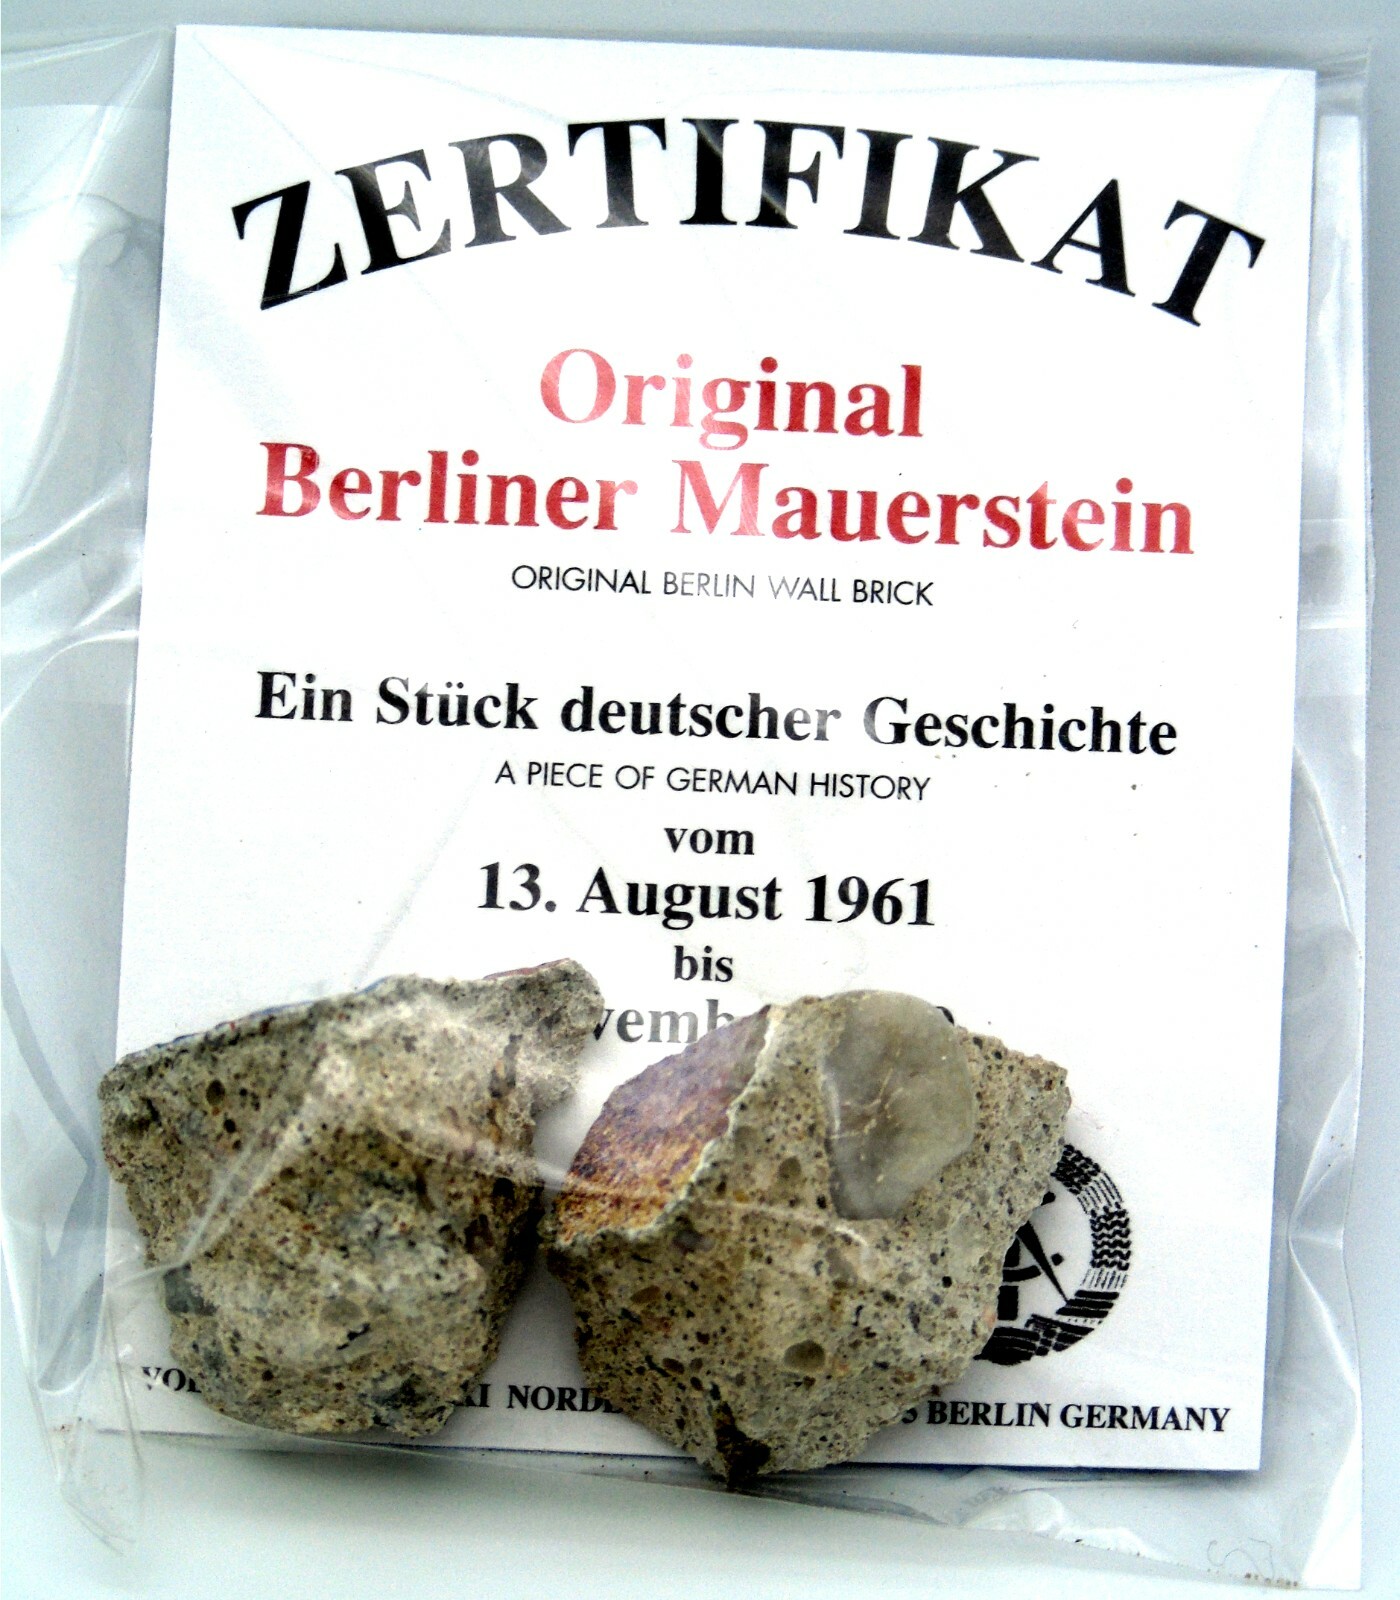 ZERTIFIKAT
Original
Berliner Mauerstein
ORIGINAL BERLIN WALL BRICK
Ein Stück deutscher Geschichte
A PIECE OF GERMAN HISTORY
vom
13. August 1961
bis
BERLIN GERMANY